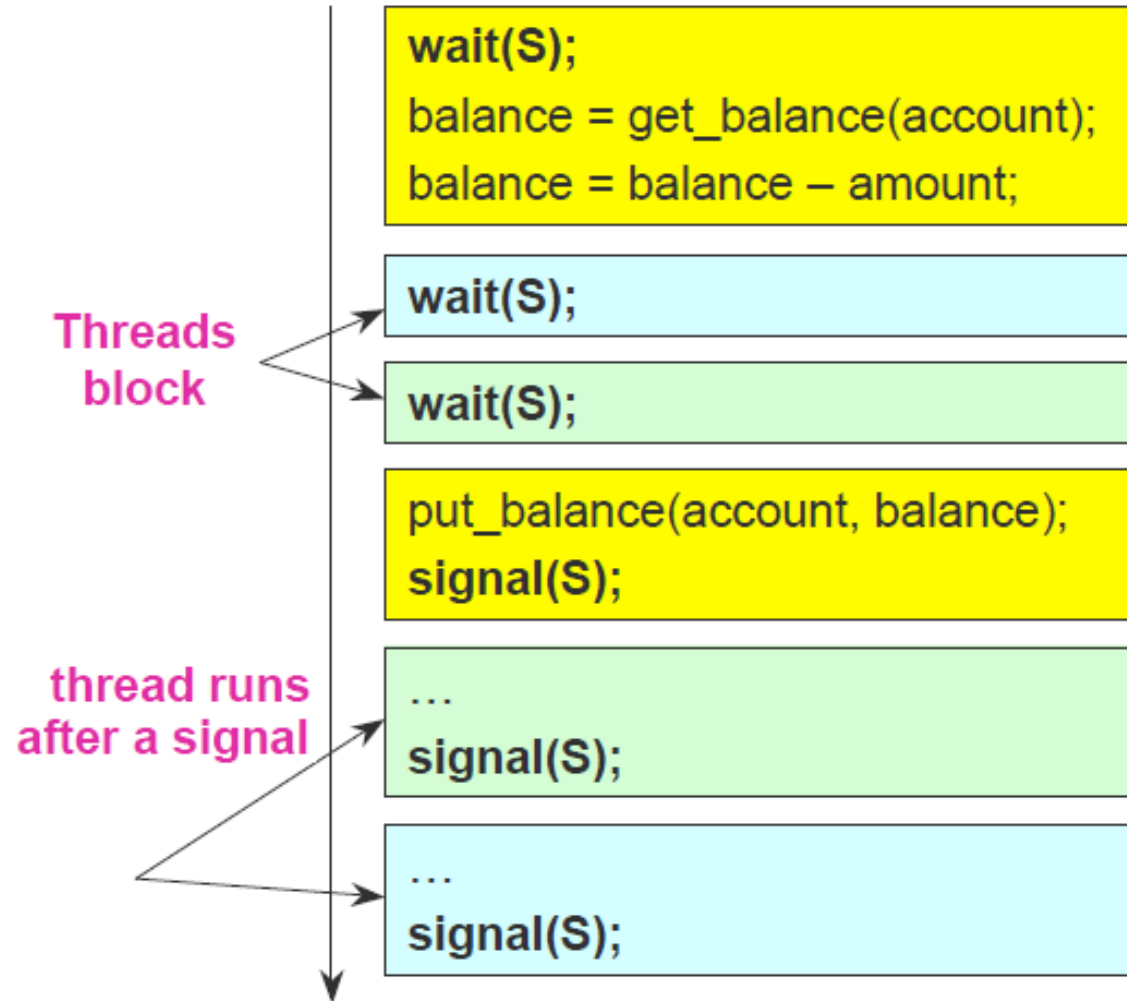 wait(S);
balance = get_balance(account);
balance = balance – amount;
wait(S);
Threads
block
wait(S);
put_balance(account, balance);
signal(S);
thread runs
after a signal
…
signal(S);
…
signal(S);